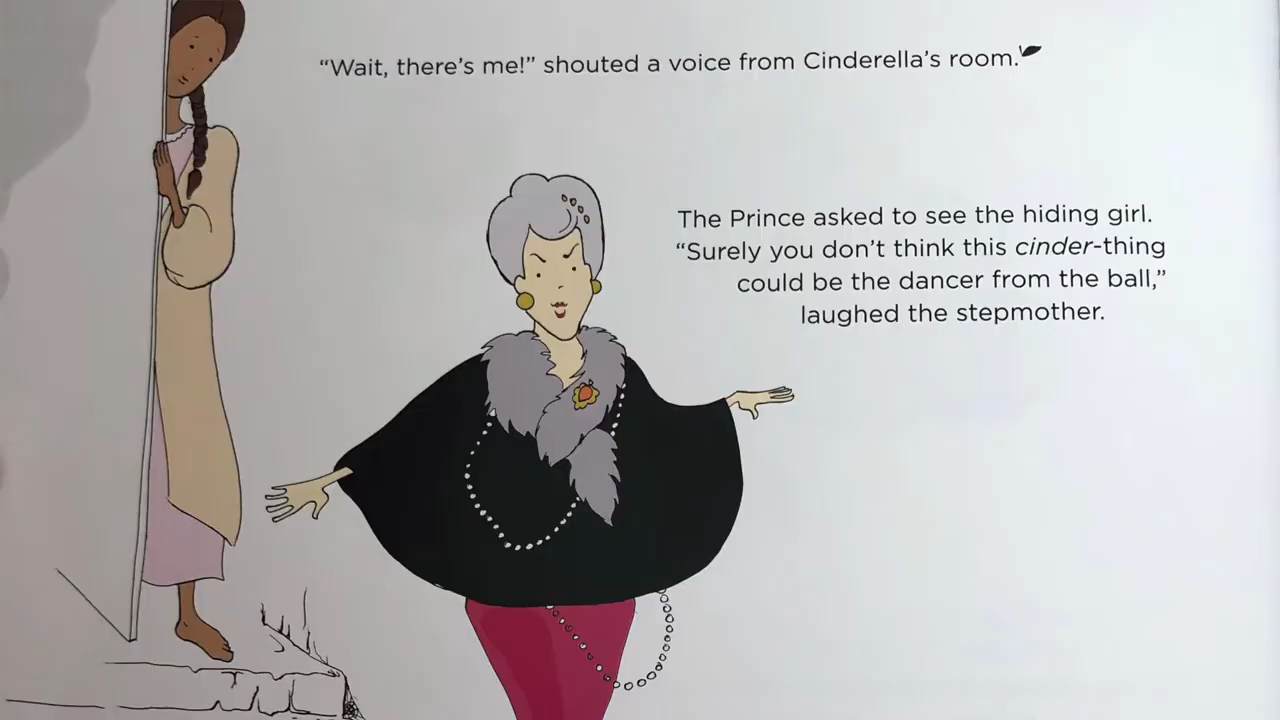 “Wait, there’s me!” shouted a voice from Cinderella’s room.
The Prince asked to see the hiding girl.
“Surely you don’t think this cinder-thing
could be the dancer from the ball,”
laughed the stepmother.